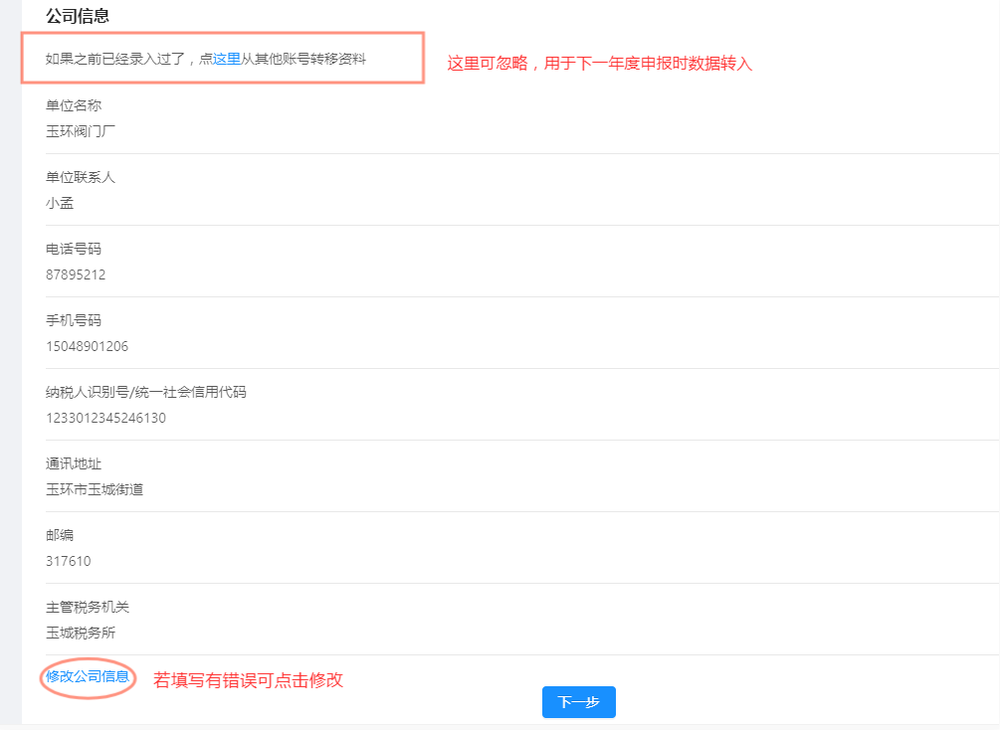 公司信息
如果之前已经录入过了，点这里从其他账号转移资料
这里可忽略，用于下一年度申报时数据转入
单位名称
玉环阀门厂
单位联系人
小孟
电话号码
87895212
手机号码
15048901206
纳税人识别号/统一社会信用代码
1233012345246130
通讯地址
玉环市玉城街道
邮编
317610
主管税务机关
玉城税务所
修改公司信息
若填写有错误可点击修改
下一步